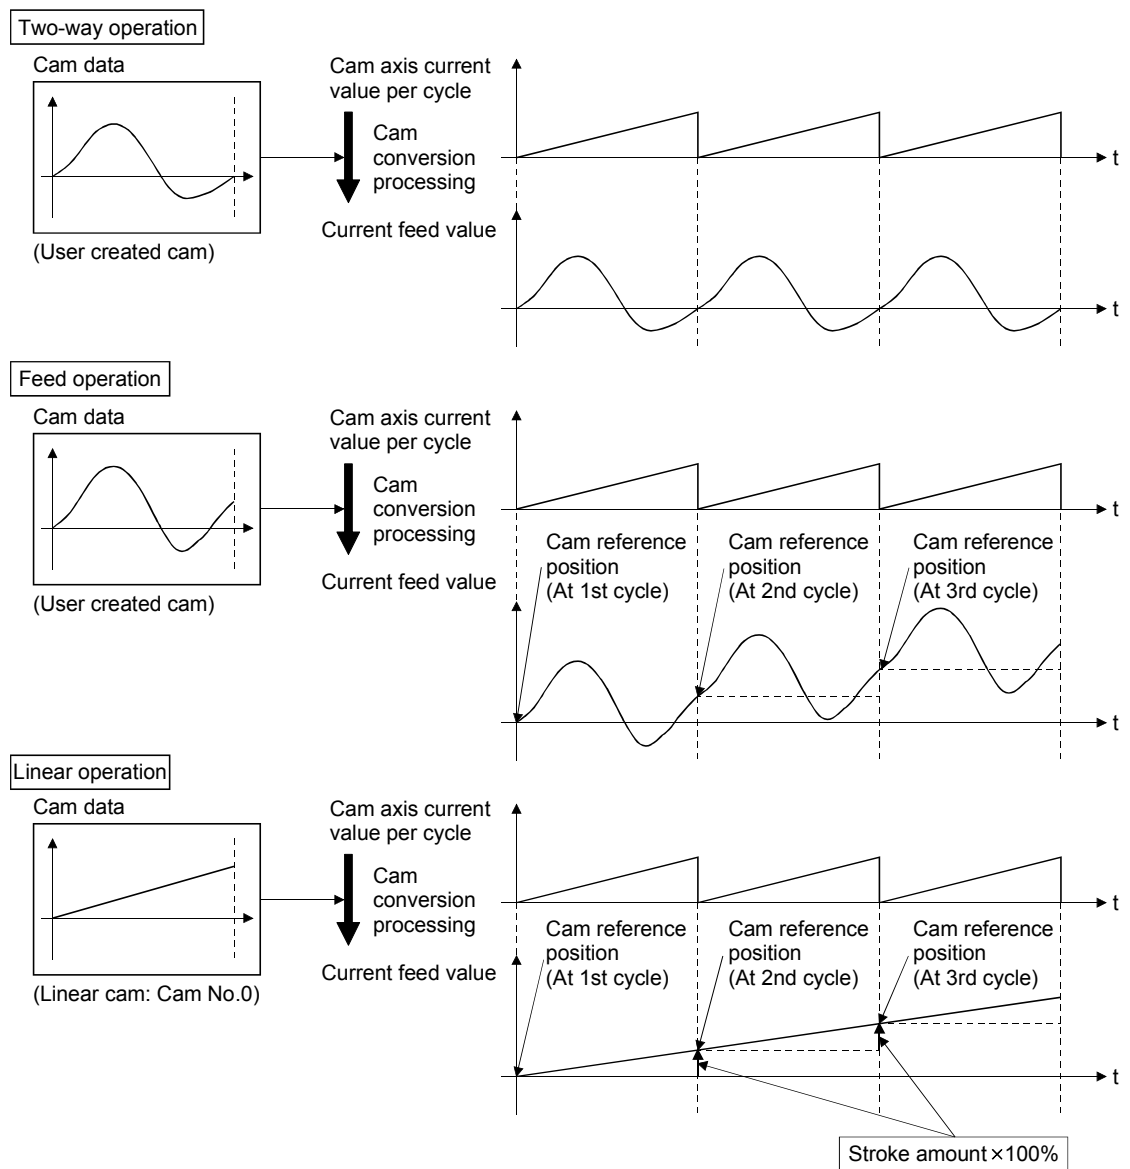 Two-way operation
Cam data
(User created cam)
Cam axis current
value per cycle
Cam
conversion
processing
Current feed value
t
t
Feed operation
Cam data
(User created cam)
Cam axis current
value per cycle
Cam
conversion
processing
Current feed value
t
Cam reference
position
(At 1st cycle)
Cam reference
position
(At 2nd cycle)
Cam reference
position
(At 3rd cycle)
t
Linear operation
Cam data
(Linear cam: Cam No.0)
Cam axis current
value per cycle
Cam
conversion
processing
Current feed value
t
Cam reference
position
(At 1st cycle)
Cam reference
position
(At 2nd cycle)
Cam reference
position
(At 3rd cycle)
t
Stroke amount×100%